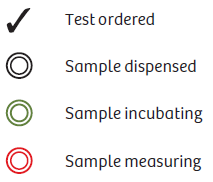 Test ordered
Sample dispensed
Sample incubating
Sample measuring